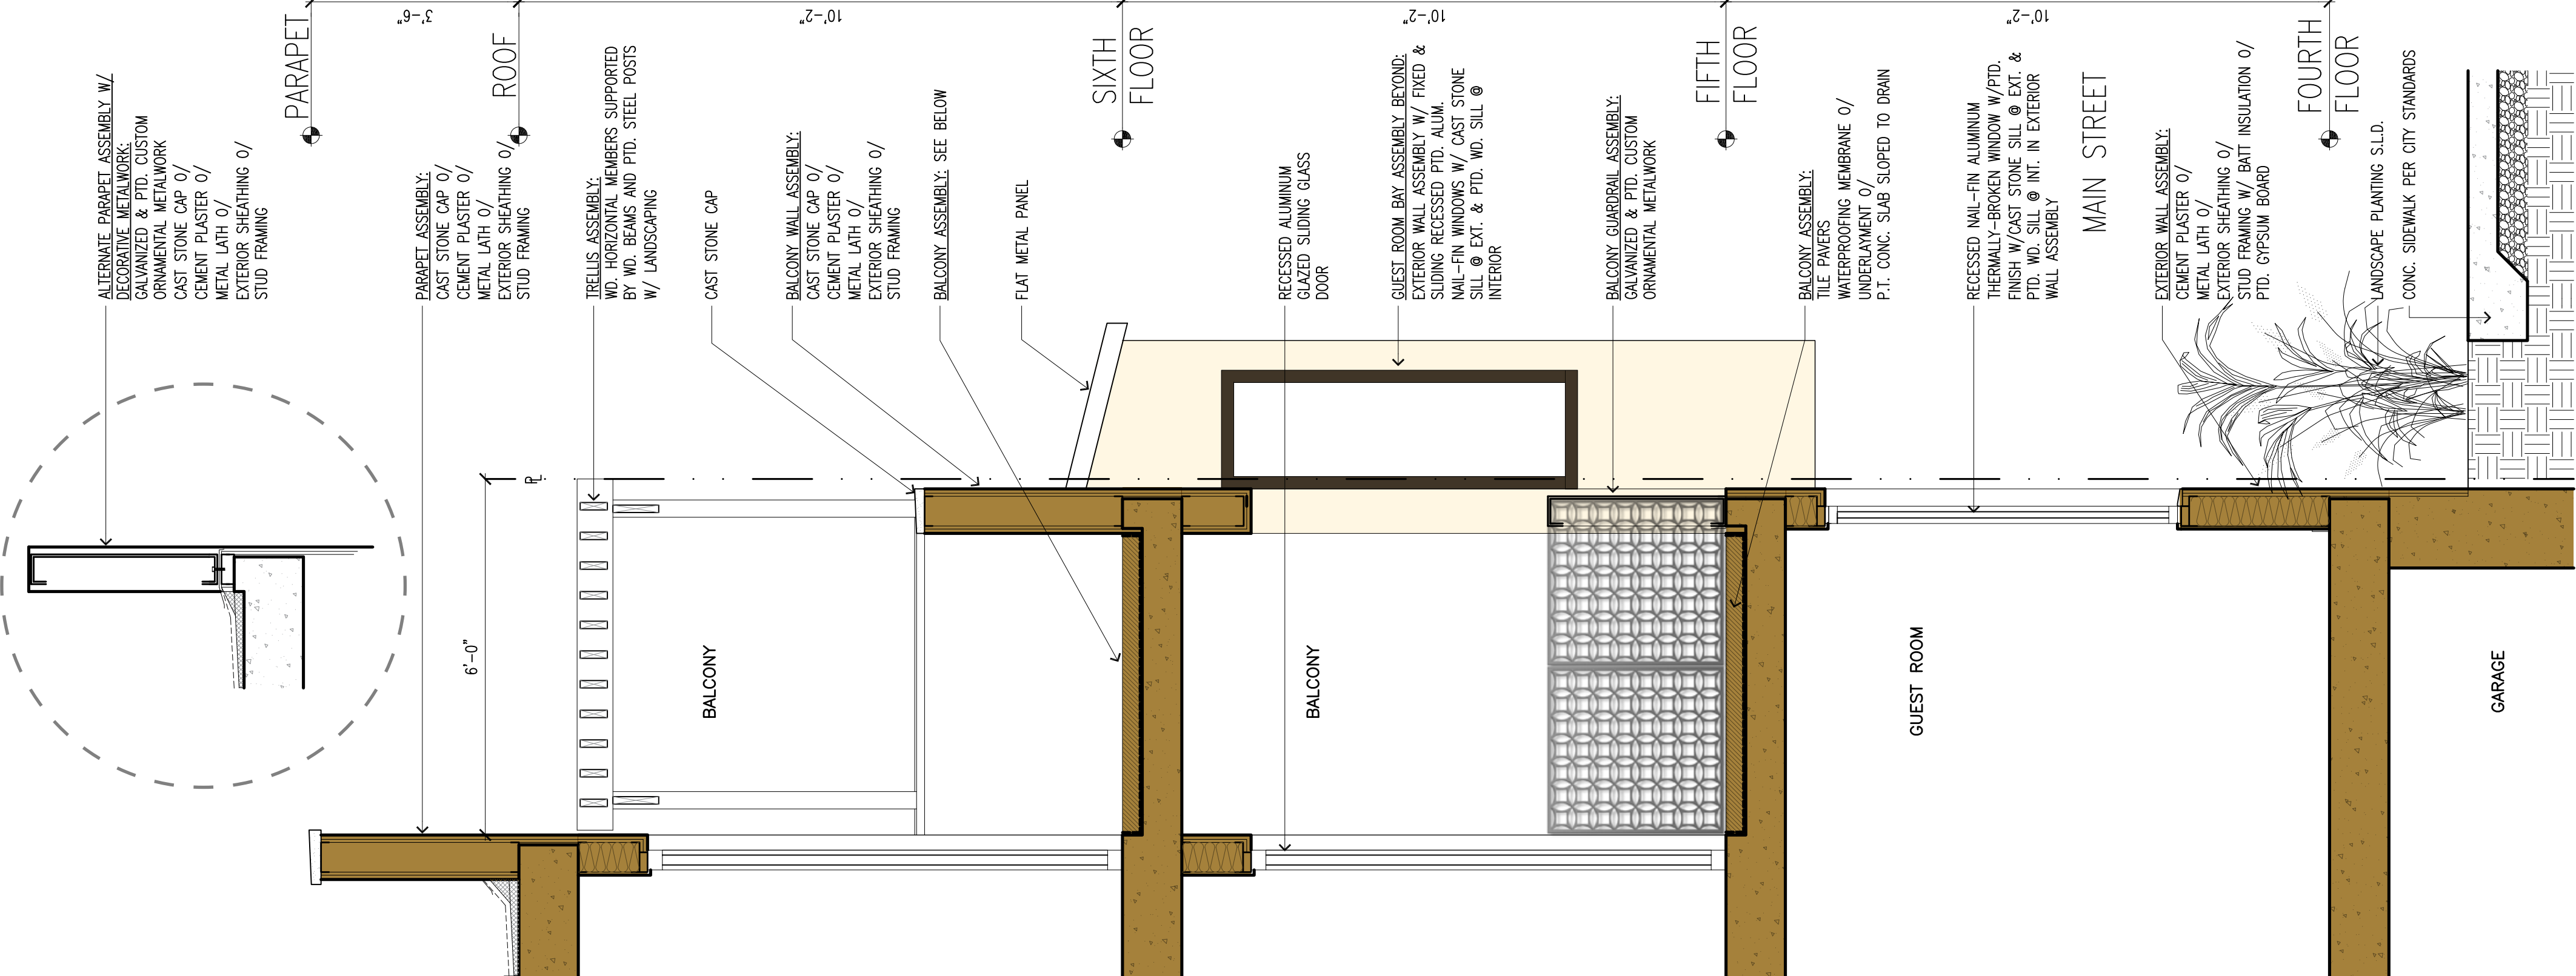 ALTERNATE PARAPET ASSEMBLY W/
DECORATIVE METALWORK:
GALVANIZED & PTD. CUSTOM
ORNAMENTAL METALWORK
CAST STONE CAP O/
CEMENT PLASTER O/
METAL LATH O/
EXTERIOR SHEATHING O/
STUD FRAMING
PARAPET
3'-6"
PARAPET ASSEMBLY:
CAST STONE CAP O/
CEMENT PLASTER O/
METAL LATH O/
EXTERIOR SHEATHING O/
STUD FRAMING
ROOF
TRELLIS ASSEMBLY:
WD. HORIZONTAL MEMBERS SUPPORTED
BY WD. BEAMS AND PTD. STEEL POSTS
W/ LANDSCAPING
CAST STONE CAP
10'-2"
BALCONY WALL ASSEMBLY:
CAST STONE CAP O/
CEMENT PLASTER O/
METAL LATH O/
EXTERIOR SHEATHING O/
STUD FRAMING
BALCONY ASSEMBLY: SEE BELOW
FLAT METAL PANEL
SIXTH
FLOOR
RECESSED ALUMINUM
GLAZED SLIDING GLASS
DOOR
GUEST ROOM BAY ASSEMBLY BEYOND:
EXTERIOR WALL ASSEMBLY W/ FIXED &
SLIDING RECESSED PTD. ALUM.
NAIL-FIN WINDOWS W/ CAST STONE
SILL @ EXT. & PTD. WD. SILL @
INTERIOR
10'-2"
BALCONY GUARDRAIL ASSEMBLY:
GALVANIZED & PTD. CUSTOM
ORNAMENTAL METALWORK
FIFTH
FLOOR
BALCONY ASSEMBLY:
TILE PAVERS
WATERPROOFING MEMBRANE O/
UNDERLAYMENT O/
P.T. CONC. SLAB SLOPED TO DRAIN
RECESSED NAIL-FIN ALUMINUM
THERMALLY-BROKEN WINDOW W/PTD.
FINISH W/CAST STONE SILL @ EXT. &
PTD. WD. SILL @ INT. IN EXTERIOR
WALL ASSEMBLY
10'-2"
MAIN STREET
EXTERIOR WALL ASSEMBLY:
CEMENT PLASTER O/
METAL LATH O/
EXTERIOR SHEATHING O/
STUD FRAMING W/ BATT INSULATION O/
PTD. GYPSUM BOARD
FOURTH
FLOOR
LANDSCAPE PLANTING S.L.D.
CONC. SIDEWALK PER CITY STANDARDS
PL
6'-0"
BALCONY
BALCONY
GUEST ROOM
GARAGE